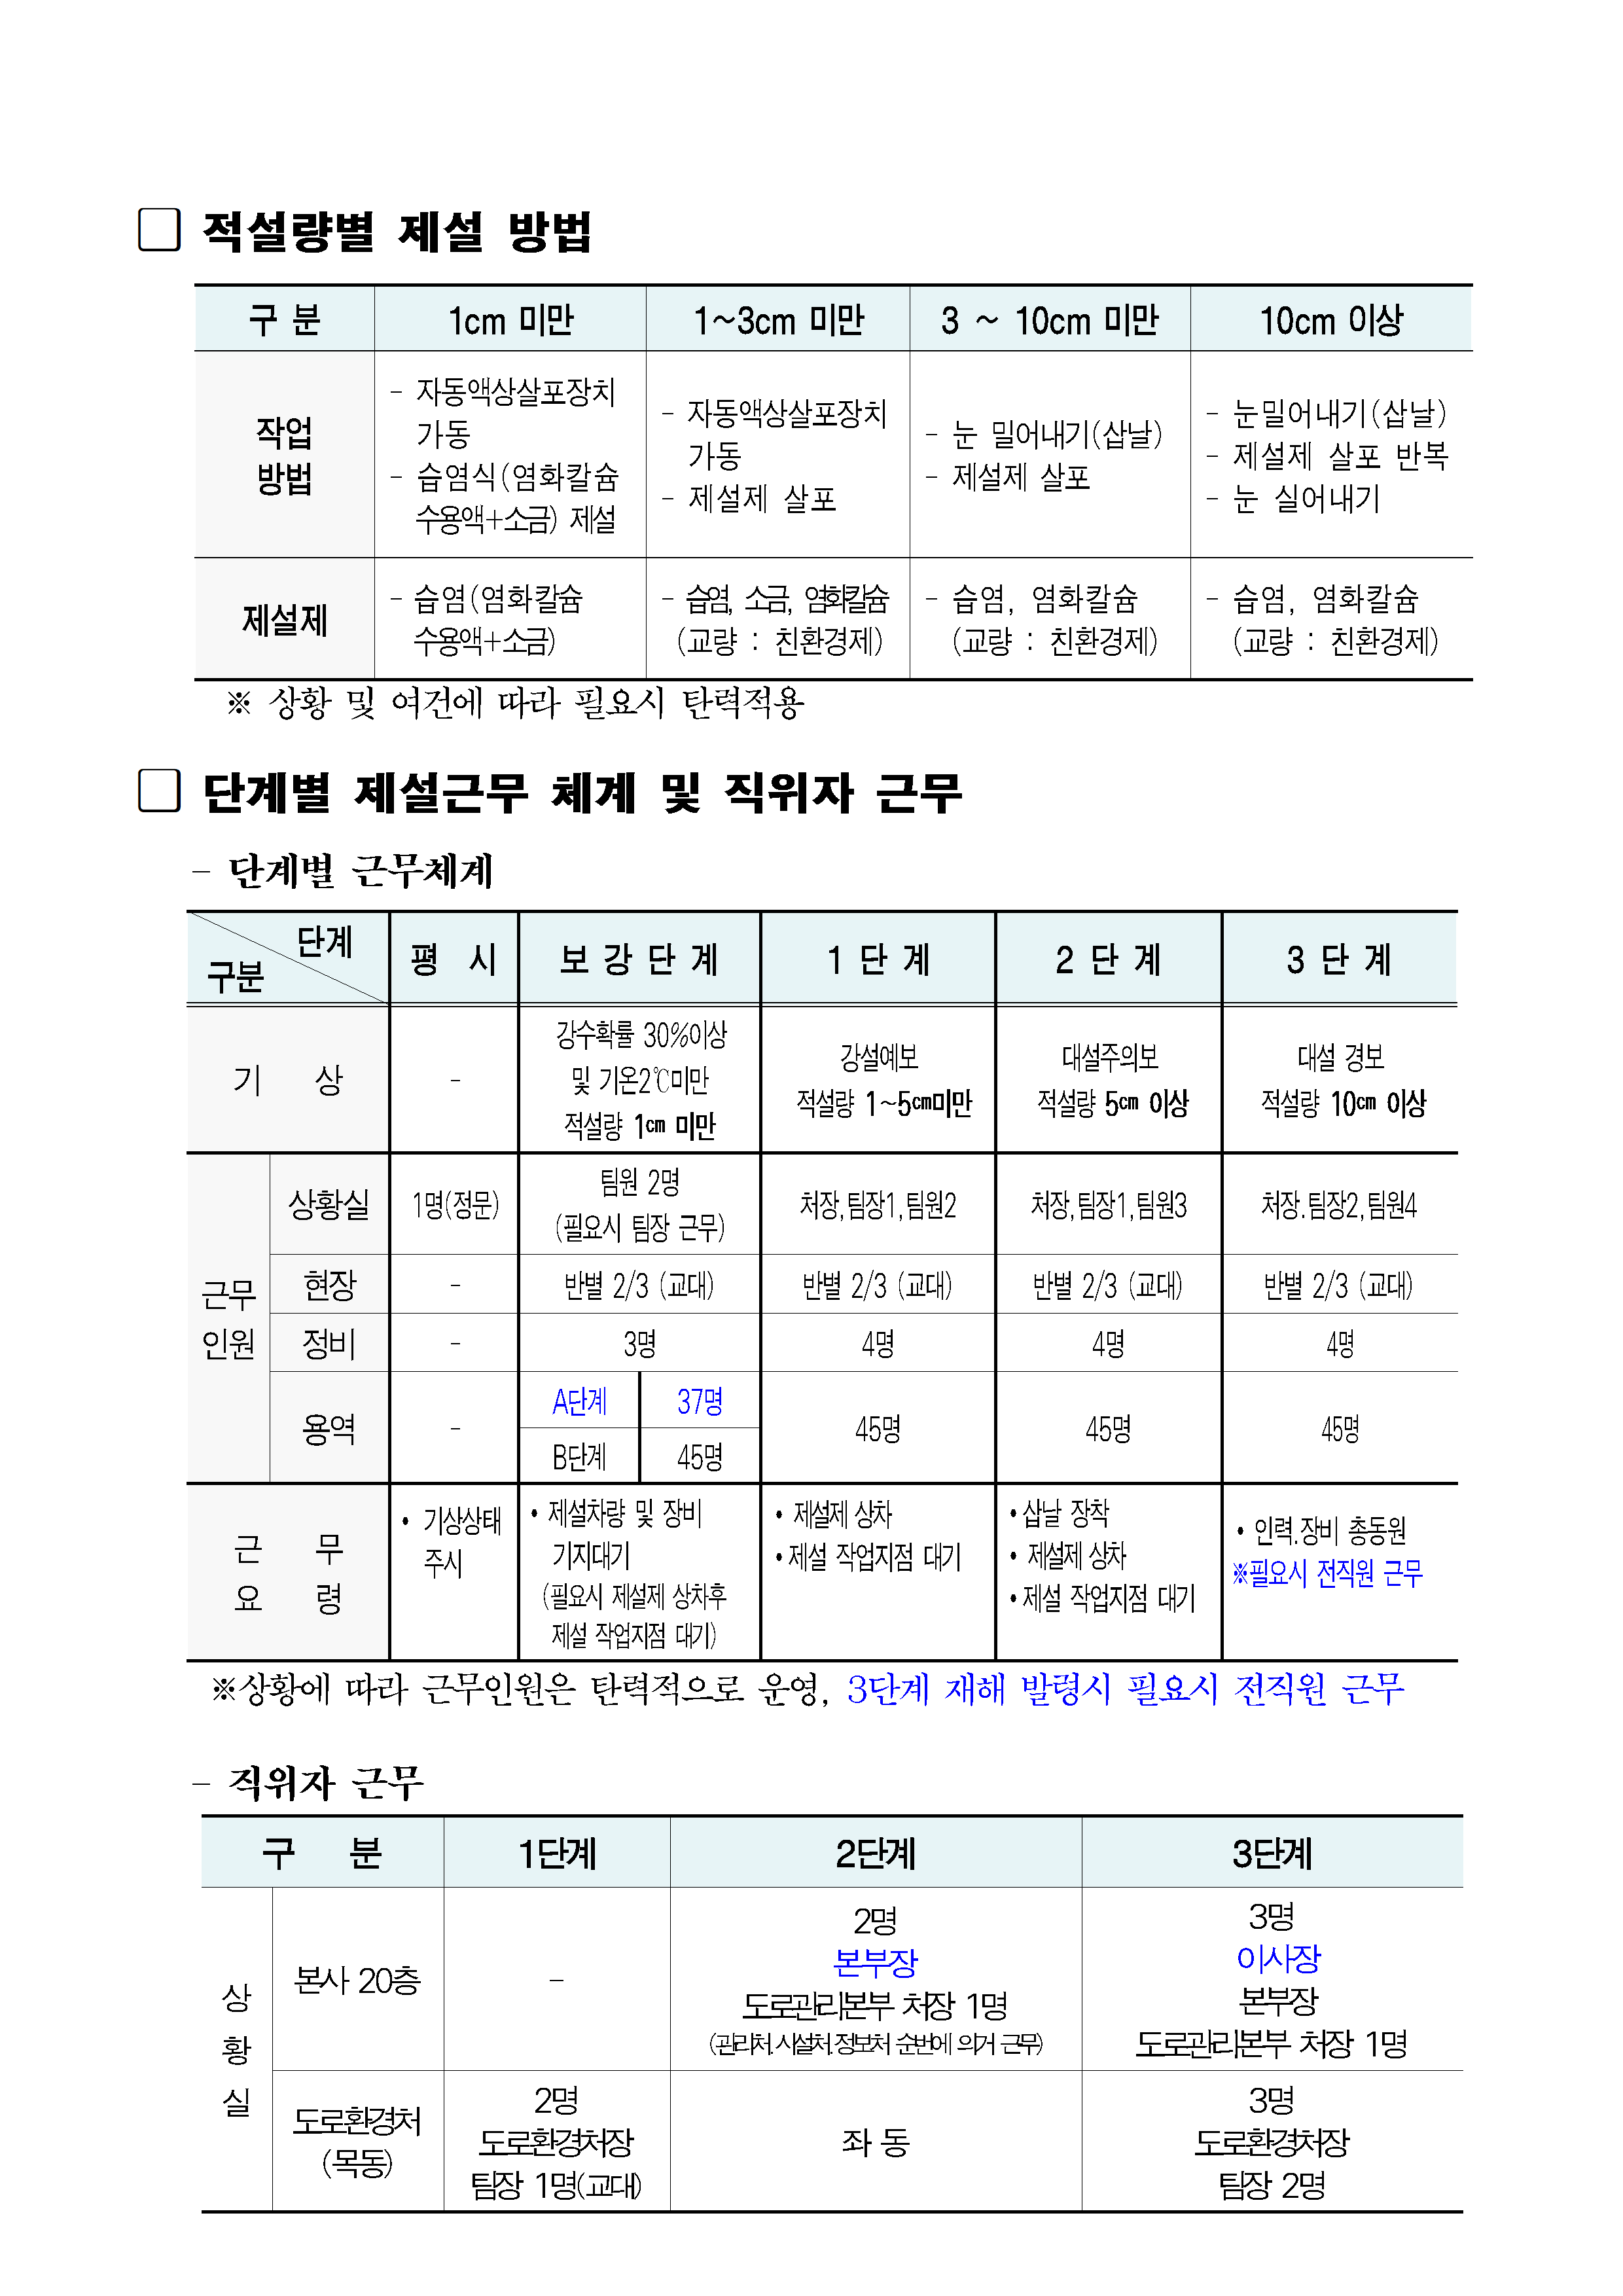 □ 적설량별 제설 방법
구 분 1cm 미만 1~3cm 미만 3 ~ 10cm 미만 10cm 이상
작업
방법
- 자동액상살포장치
가동
- 습염식(염화칼슘
수용액+소금) 제설
- 자동액상살포장치
가동
- 제설제 살포
- 눈 밀어내기(삽날)
- 제설제 살포
- 눈밀어내기(삽날)
- 제설제 살포 반복
- 눈 실어내기
제설제
- 습염(염화칼슘
수용액+소금)
- 습염, 소금, 염화칼슘
(교량 : 친환경제)
- 습염, 염화칼슘
(교량 : 친환경제)
- 습염, 염화칼슘
(교량 : 친환경제)
※ 상황 및 여건에 따라 필요시 탄력적용
□ 단계별 제설근무 체계 및 직위자 근무
- 단계별 근무체계
단계
구분
평 시 보 강 단 계 1 단 계 2 단 계 3 단 계
기 상
-
강수확률 30%이상
및 기온2℃미만
적설량 1㎝ 미만
강설예보
적설량 1~5㎝미만
대설주의보
적설량 5㎝ 이상
대설 경보
적설량 10㎝ 이상
근무
인원
상황실
1명(정문)
팀원 2명
(필요시 팀장 근무)
처장,팀장1,팀원2
처장,팀장1,팀원3
처장.팀장2,팀원4
현장 - 반별 2/3 (교대) 반별 2/3 (교대) 반별 2/3 (교대) 반별 2/3 (교대)
정비 - 3명 4명 4명 4명
용역 -
A단계 37명
B단계 45명
45명 45명 45명
근 무
요 령
• 기상상태
주시
• 제설차량 및 장비
기지대기
(필요시 제설제 상차후
제설 작업지점 대기)
• 제설제 상차
•제설 작업지점 대기
•삽날 장착
• 제설제 상차
•제설 작업지점 대기
• 인력.장비 총동원
※필요시 전직원 근무
※상황에 따라 근무인원은 탄력적으로 운영, 3단계 재해 발령시 필요시 전직원 근무
- 직위자 근무
구 분 1단계 2단계 3단계
상
황
실
본사 20층
-
2명
본부장
도로관리본부 처장 1명
(관리처.시설처.정보처 순번에 의거 근무)
3명
이사장
본부장
도로관리본부 처장 1명
도로환경처
(목동)
2명
도로환경처장
팀장 1명(교대)
좌 동
3명
도로환경처장
팀장 2명